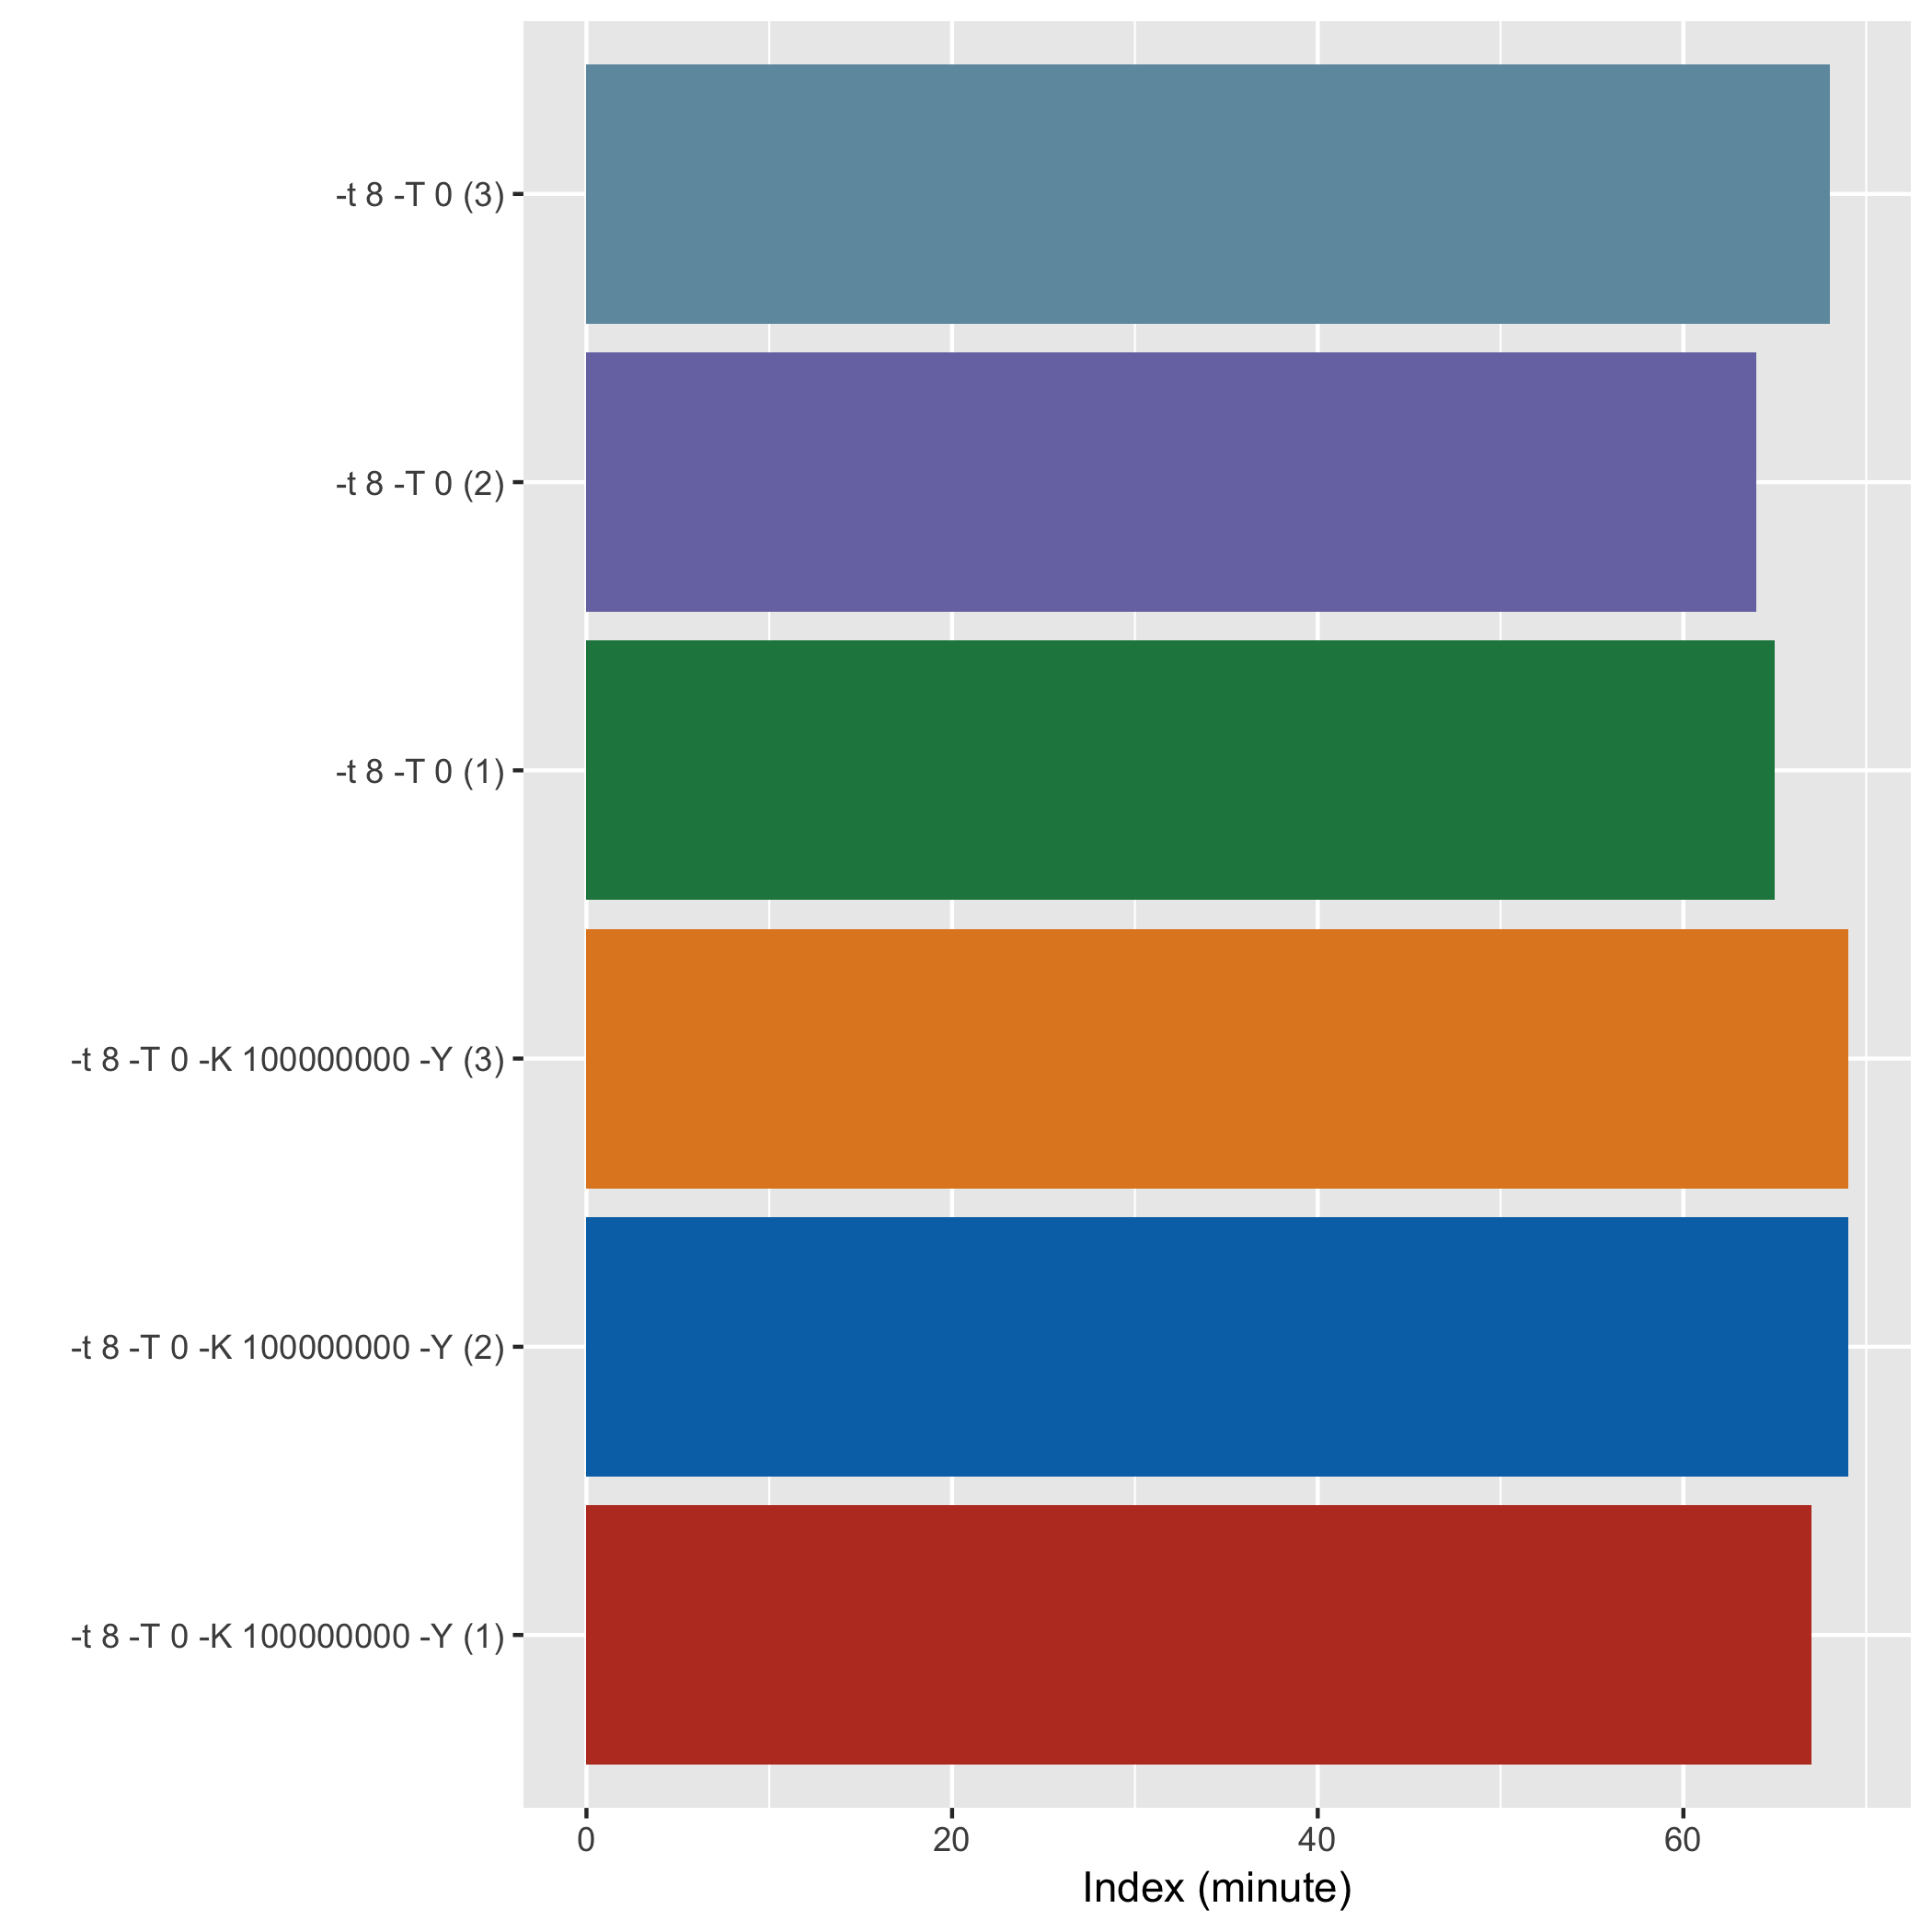 -t 8 -T 0 (3)
-t 8 -T 0 (2)
-t 8 -T 0 (1)
-t 8 -T 0 -K 100000000 -Y (3)
-t 8 -T 0 -K 100000000 -Y (2)
-t 8 -T 0 -K 100000000 -Y (1)
0 20 40 60
Index (minute)